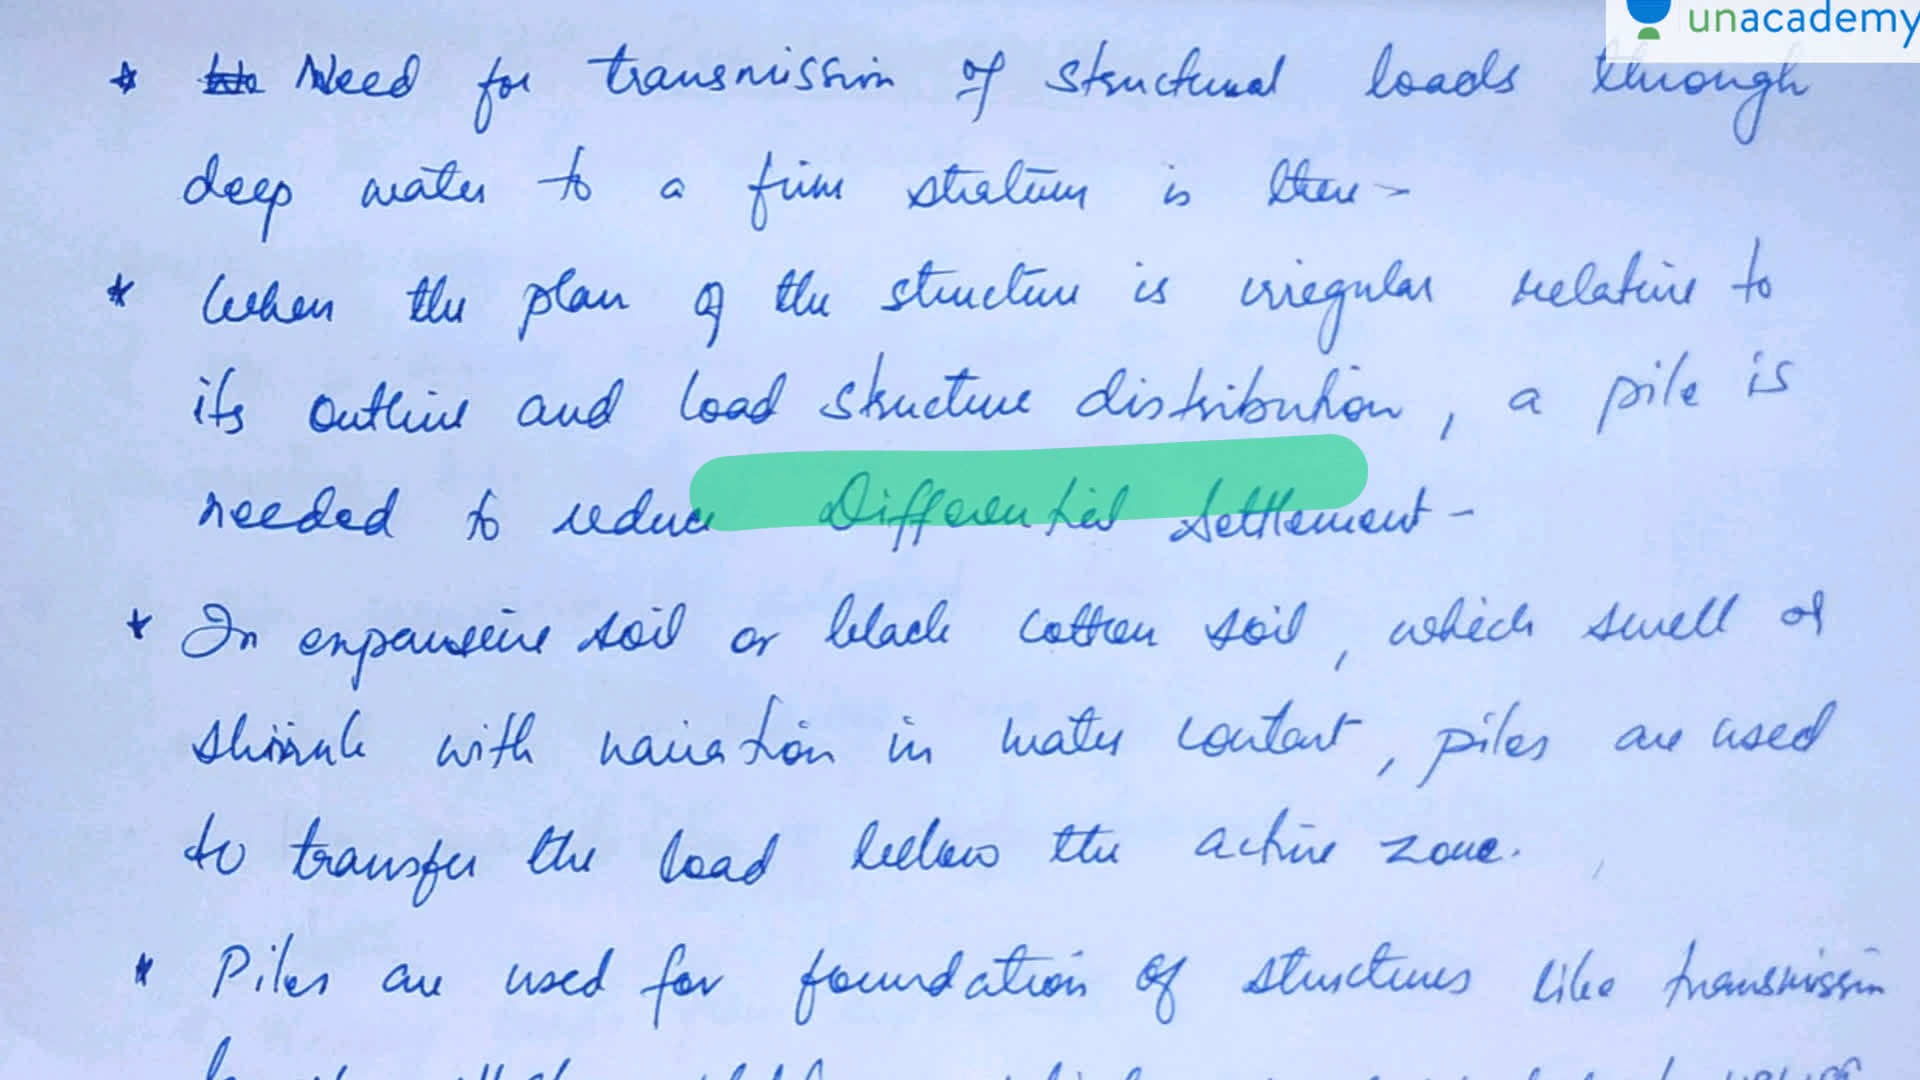 unacademy
* Need for transmission of structural loads through
deep water to a firm stratum is there-
* When the plan of the structure is irregular relative to
its outline and load structure distribution, a pile is
needed to reduce Differential Settlement-
* In expansive soil or black cotton soil, which swell or
shrink with variation in water content, piles are used
to transfer the load below the active zone.
* Piles are used for foundation of structures like transmission